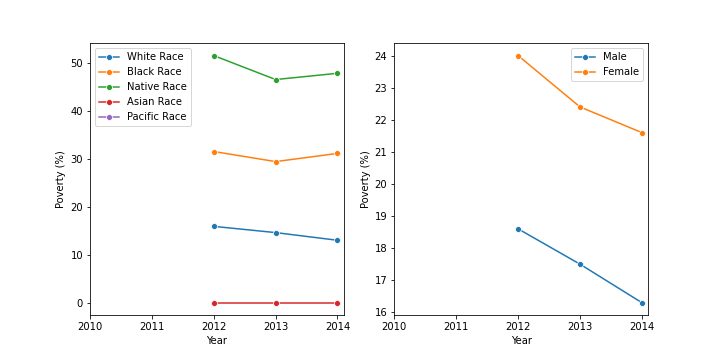 White Race
Black Race
Native Race
Asian Race
Pacific Race
50
40
30
20
10
0
Poverty (%)
2010 2011 2012 2013 2014
Year
Male
Female
24
23
22
21
20
19
18
17
16
Poverty (%)
2010 2011 2012 2013 2014
Year